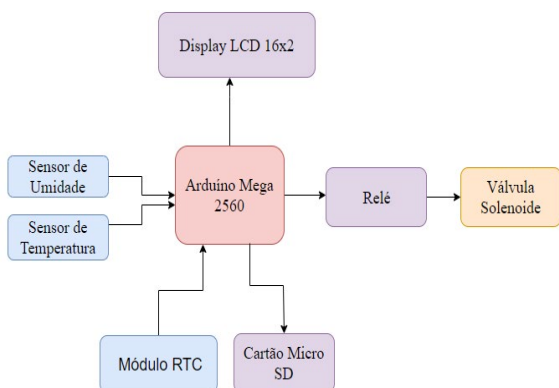 Display LCD 16x2
Sensor de
Umidade
Sensor de
Temperatura
Arduíno Mega
2560
Relé
Válvula
Solenoide
Módulo RTC
Cartão Micro
SD